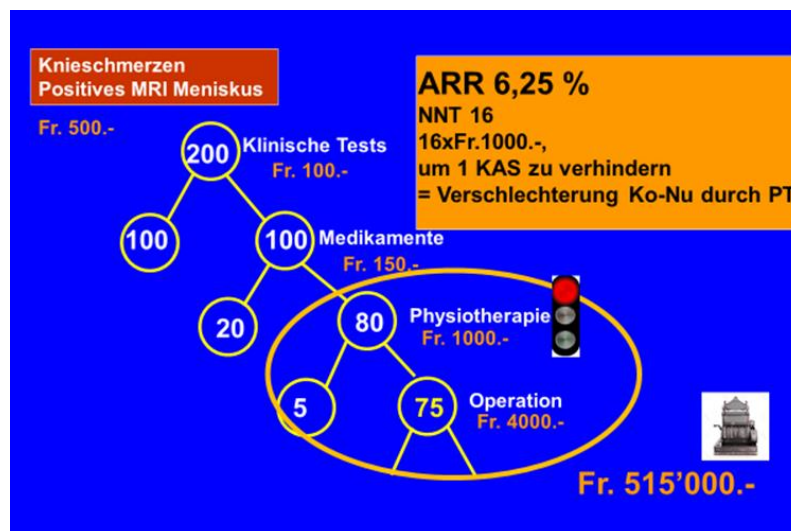 Knieschmerzen
Positives MRI Meniskus
Fr. 500.-
ARR 6,25 %
NNT 16
16xFr.1000.-,
um 1 KAS zu verhindern
= Verschlechterung Ko-Nu durch PT
200
Klinische Tests
Fr. 100.-
100
100
Medikamente
Fr. 150.-
20
80
Physiotherapie
Fr. 1000.-
5
75
Operation
Fr. 4000.-
Fr. 515’000.-